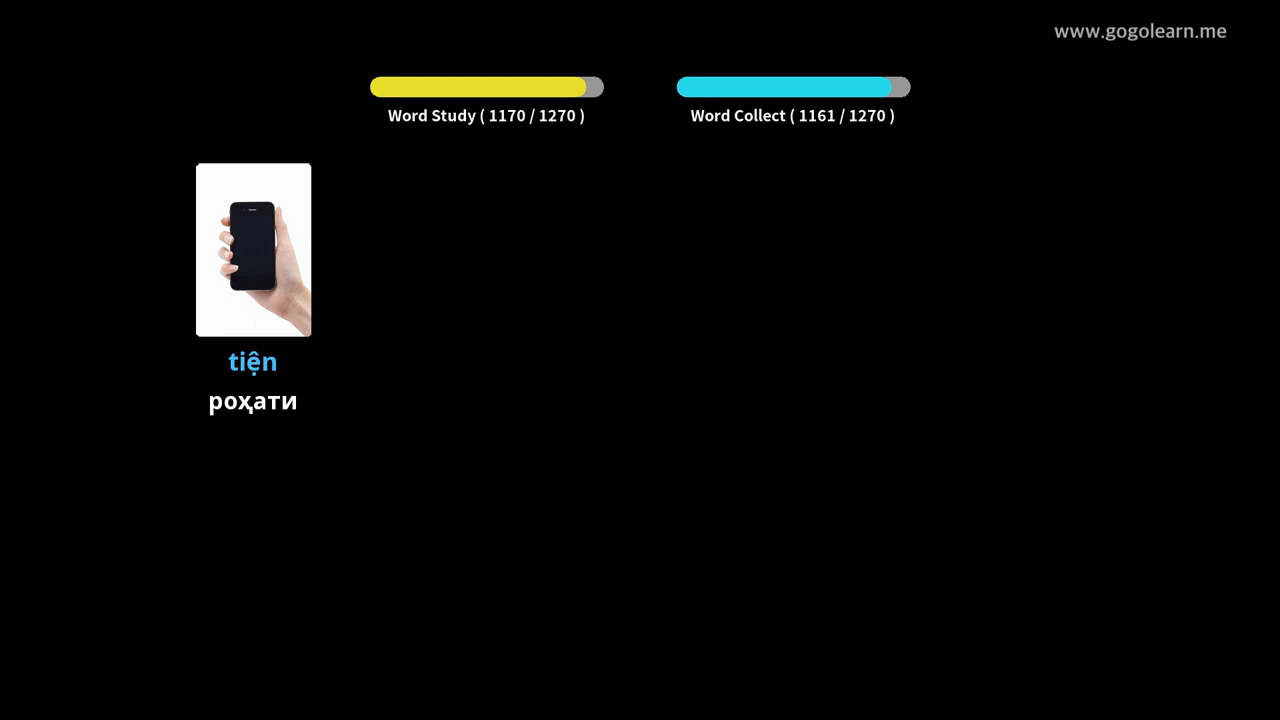 www.gogolearn.me
Word Study ( 1170 / 1270 )
Word Collect ( 1161 / 1270 )
tiện
роҳати